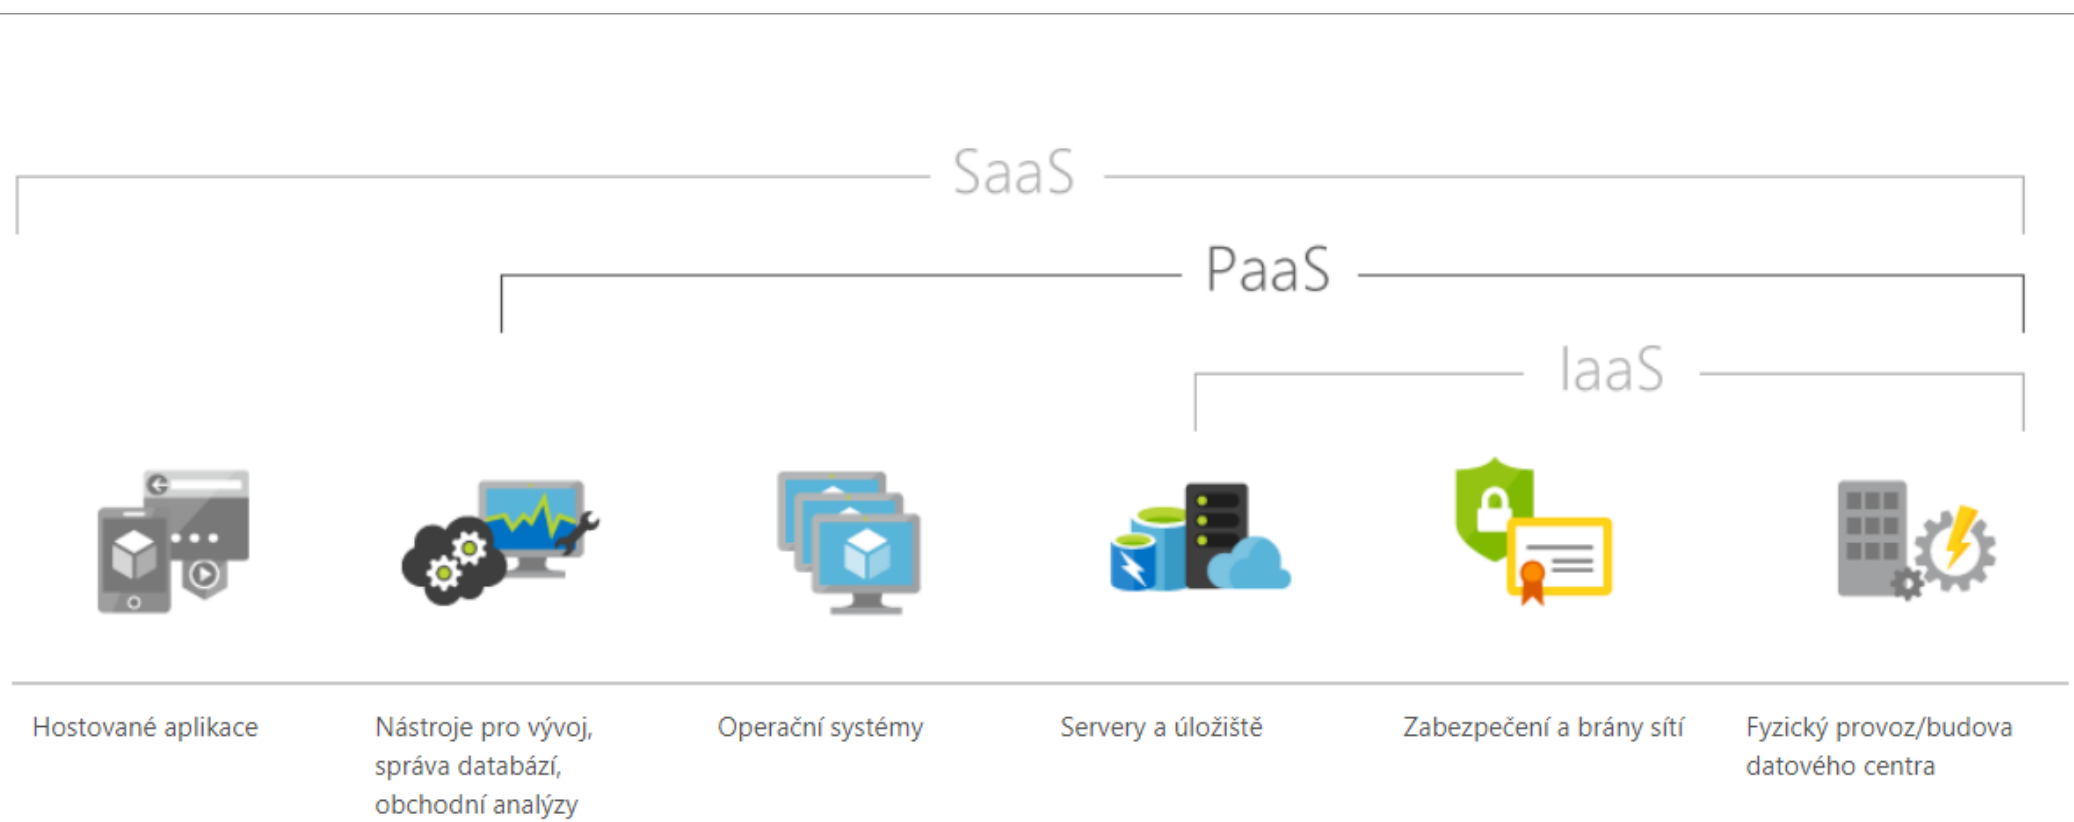 SaaS
PaaS
IaaS
Hostované aplikace
Nástroje pro vývoj,
správa databází,
obchodní analýzy
Operační systémy
Servery a úložiště
Zabezpečení a brány sítí
Fyzický provoz/budova
datového centra